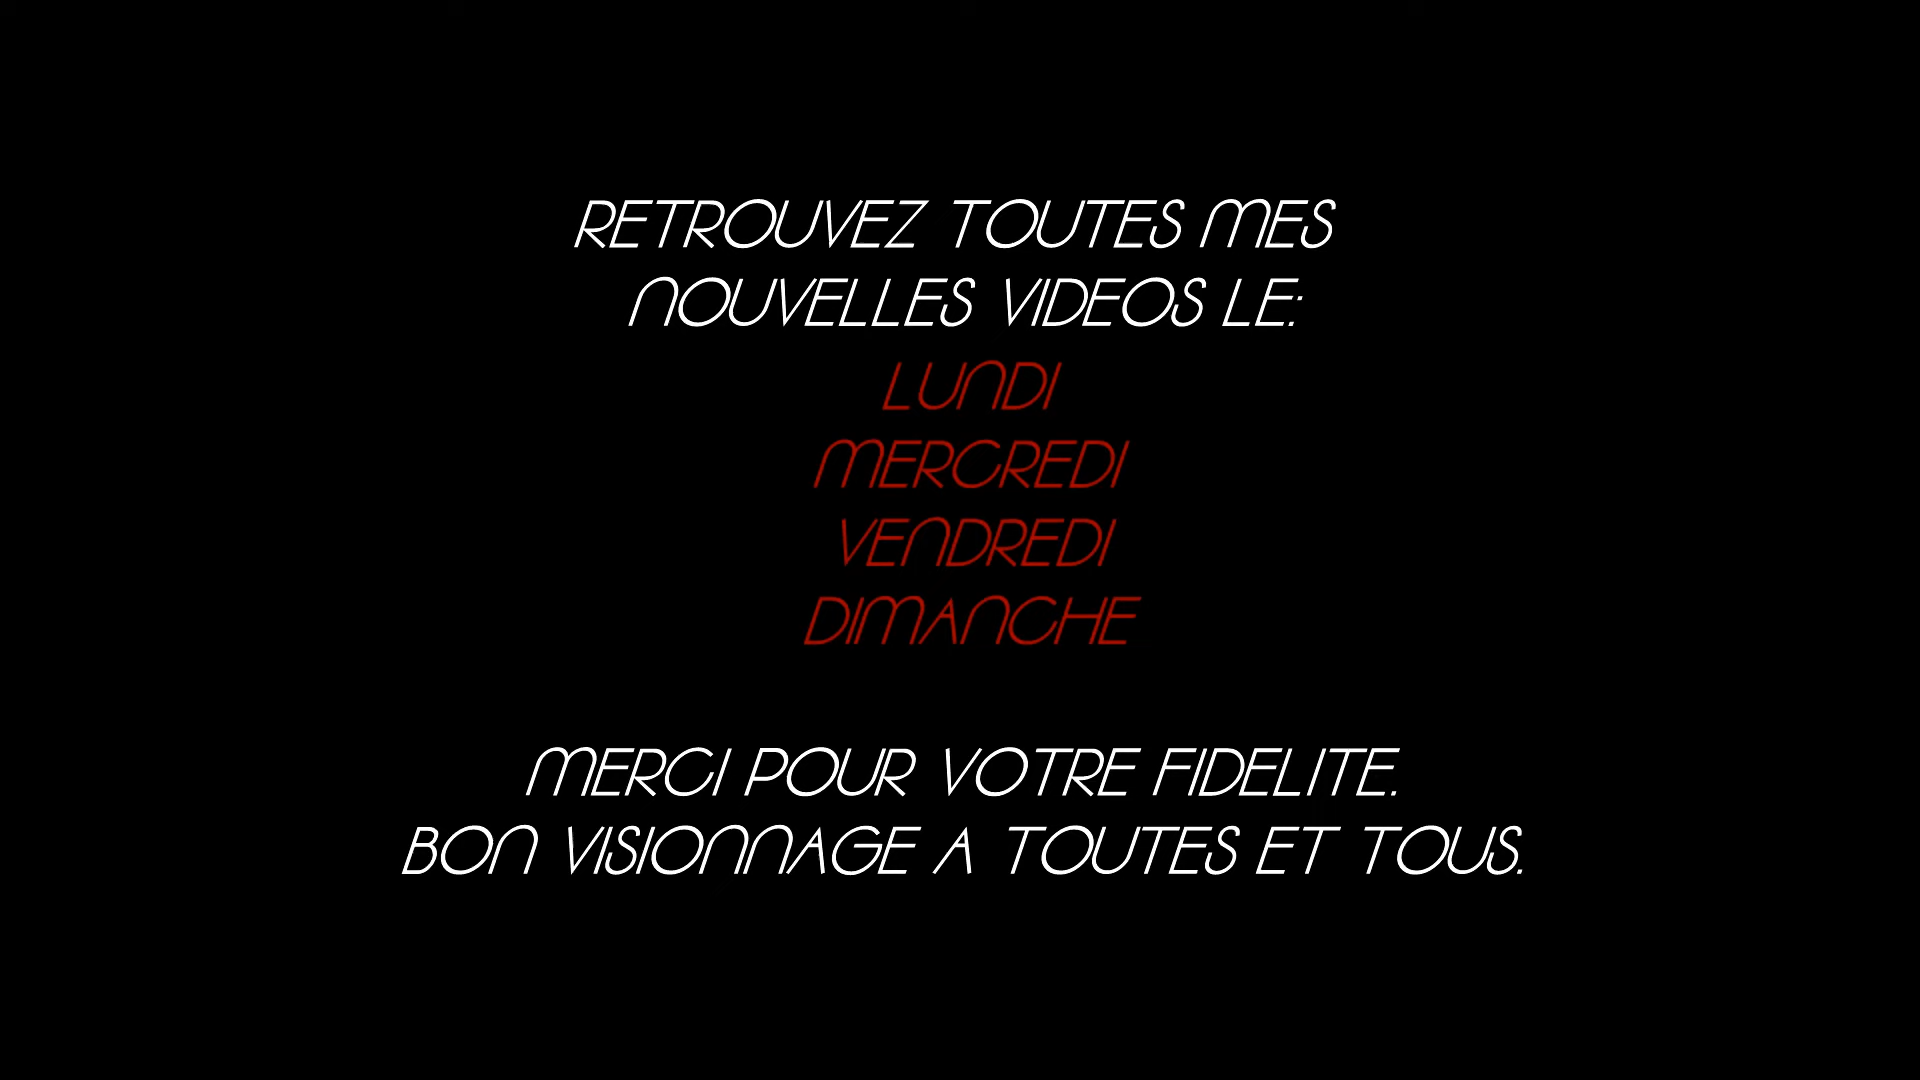 RETROUVEZ TOUTES MES
NOUVELLES VIDEOS LE:
LUNDI
MERCREDI
VENDREDI
DIMANCHE
MERCI POUR VOTRE FIDELITE.
BON VISIONNAGE A TOUTES ET TOUS.